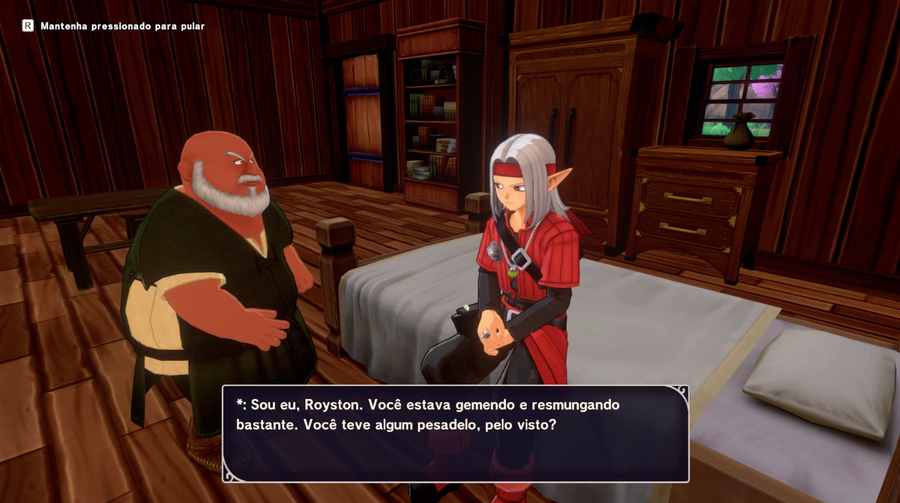 R Mantenha pressionado para pular
*: Sou eu, Royston. Você estava gemendo e resmungando
bastante. Você teve algum pesadelo, pelo visto?